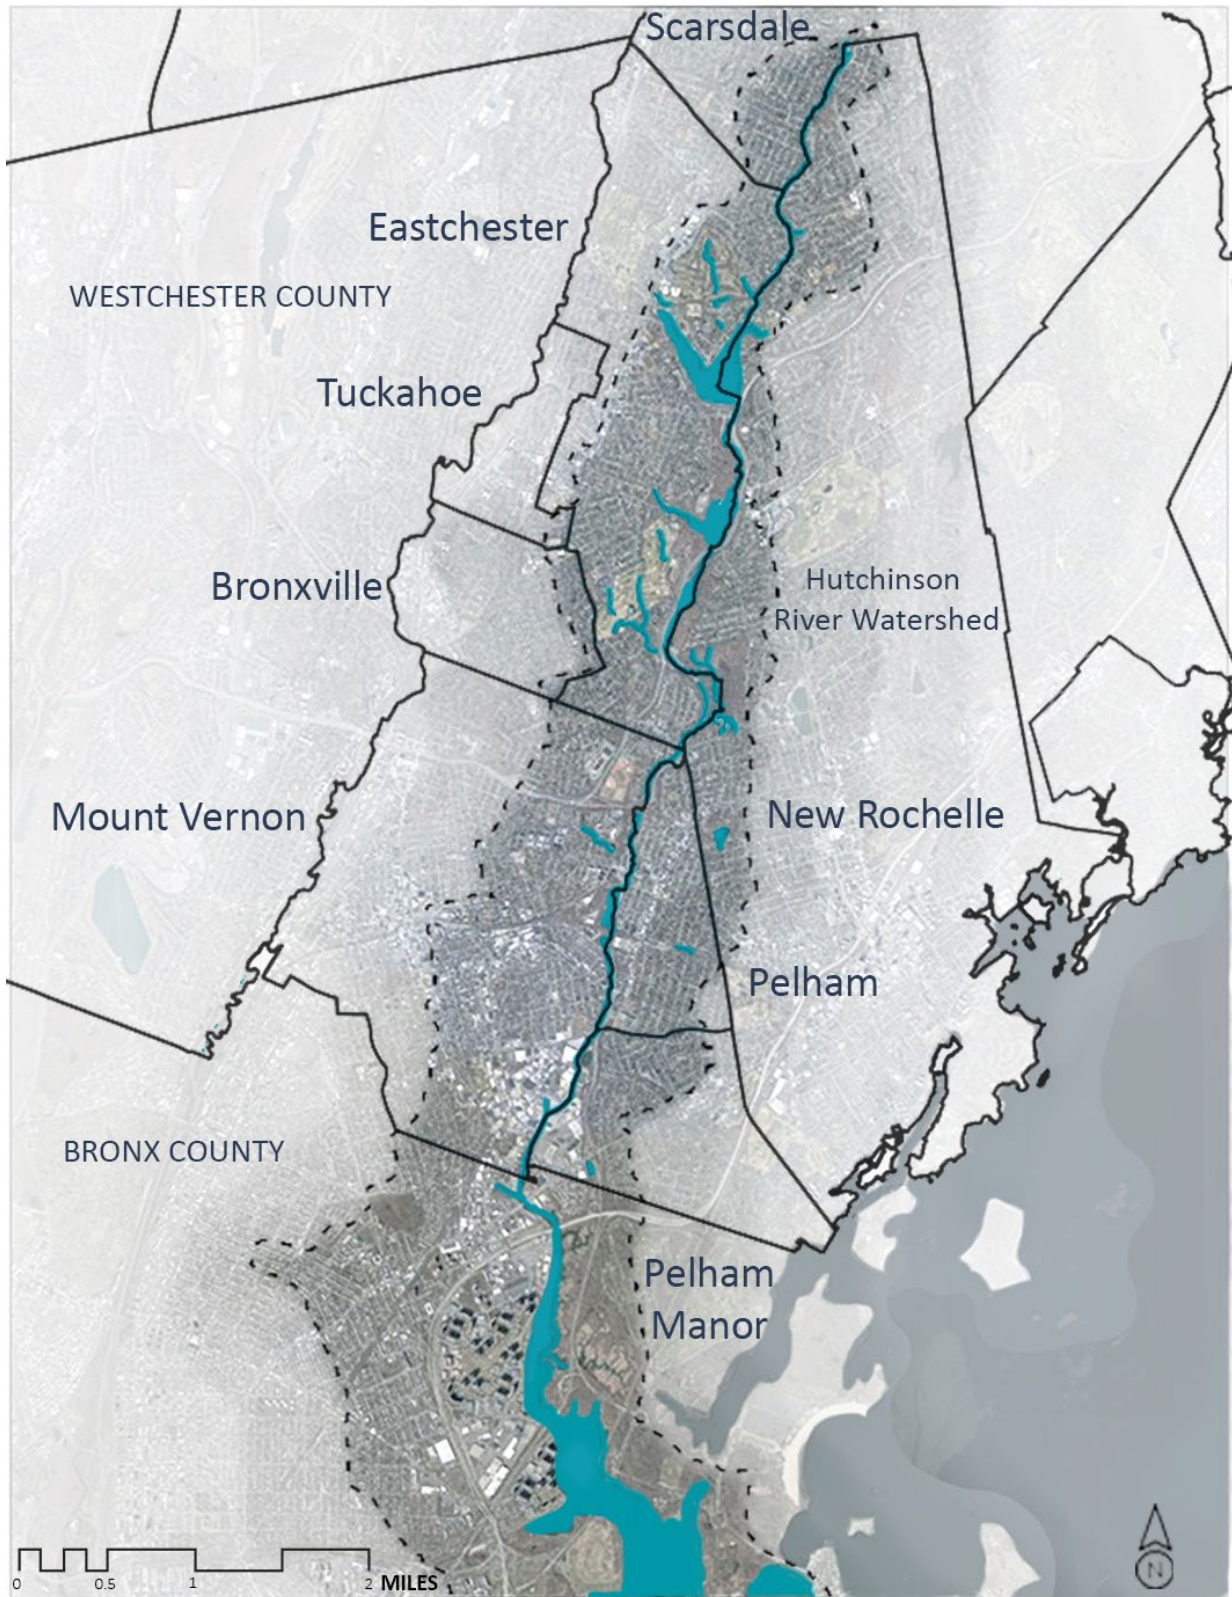 Scarsdale
Eastchester
WESTCHESTER COUNTY
Tuckahoe
Bronxville
Hutchinson
River Watershed
Mount Vernon
New Rochelle
Pelham
BRONX COUNTY
Pelham
Manor
0 0.5 1 2 MILES
N